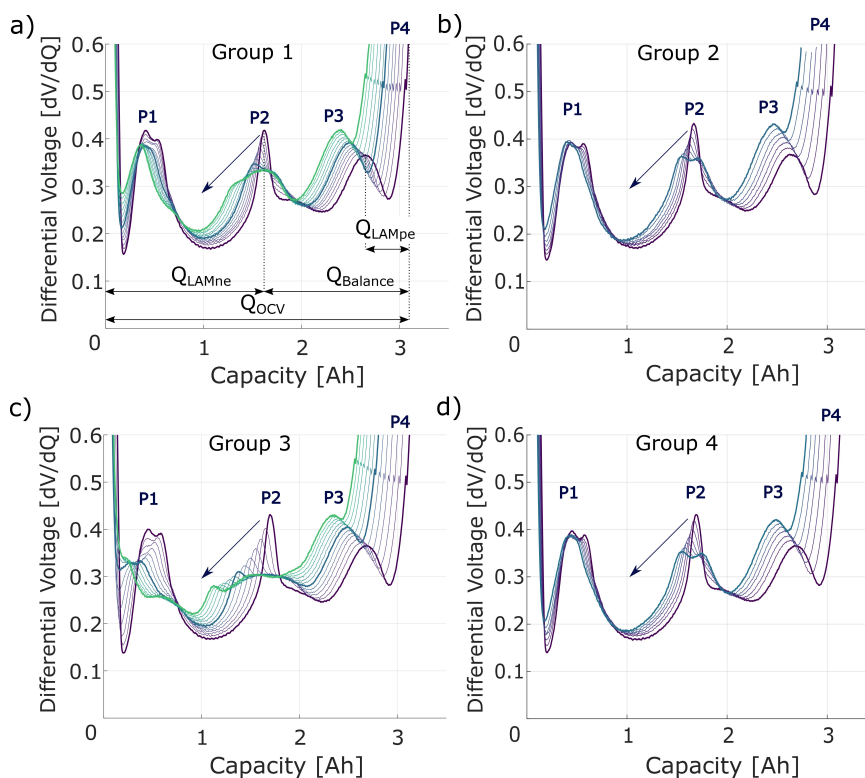 a)
Group 1
P4
0.6
0.5
0.4
0.3
0.2
0.1
0
P1
P2
P3
Q_LAMpe
Q_LAMne
Q_Balance
Q_OCV
1
2
3
Differential Voltage [dV/dQ]
Capacity [Ah]
b)
Group 2
P4
0.6
0.5
0.4
0.3
0.2
0.1
0
P1
P2
P3
1
2
3
Differential Voltage [dV/dQ]
Capacity [Ah]
c)
Group 3
P4
0.6
0.5
0.4
0.3
0.2
0.1
0
P1
P2
P3
1
2
3
Differential Voltage [dV/dQ]
Capacity [Ah]
d)
Group 4
P4
0.6
0.5
0.4
0.3
0.2
0.1
0
P1
P2
P3
1
2
3
Differential Voltage [dV/dQ]
Capacity [Ah]